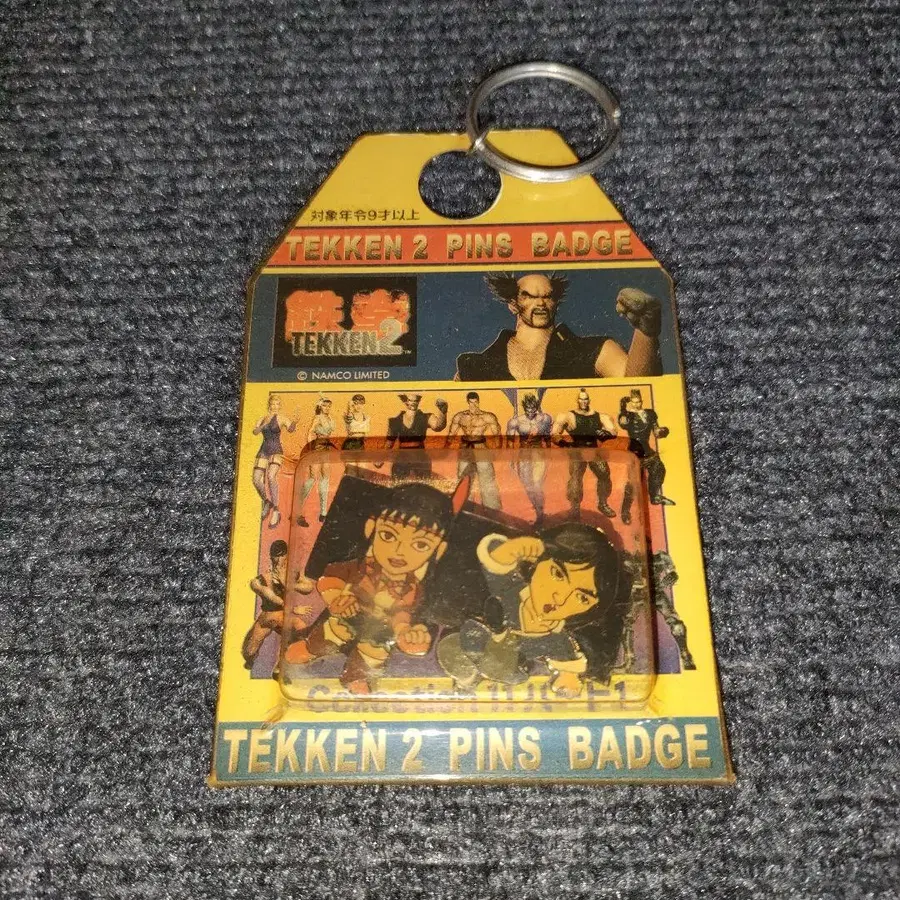 対象年令9才以上
TEKKEN 2 PINS BADGE
鉄拳
TEKKEN2™
© NAMCO LIMITED
TEKKEN 2 PINS BADGE